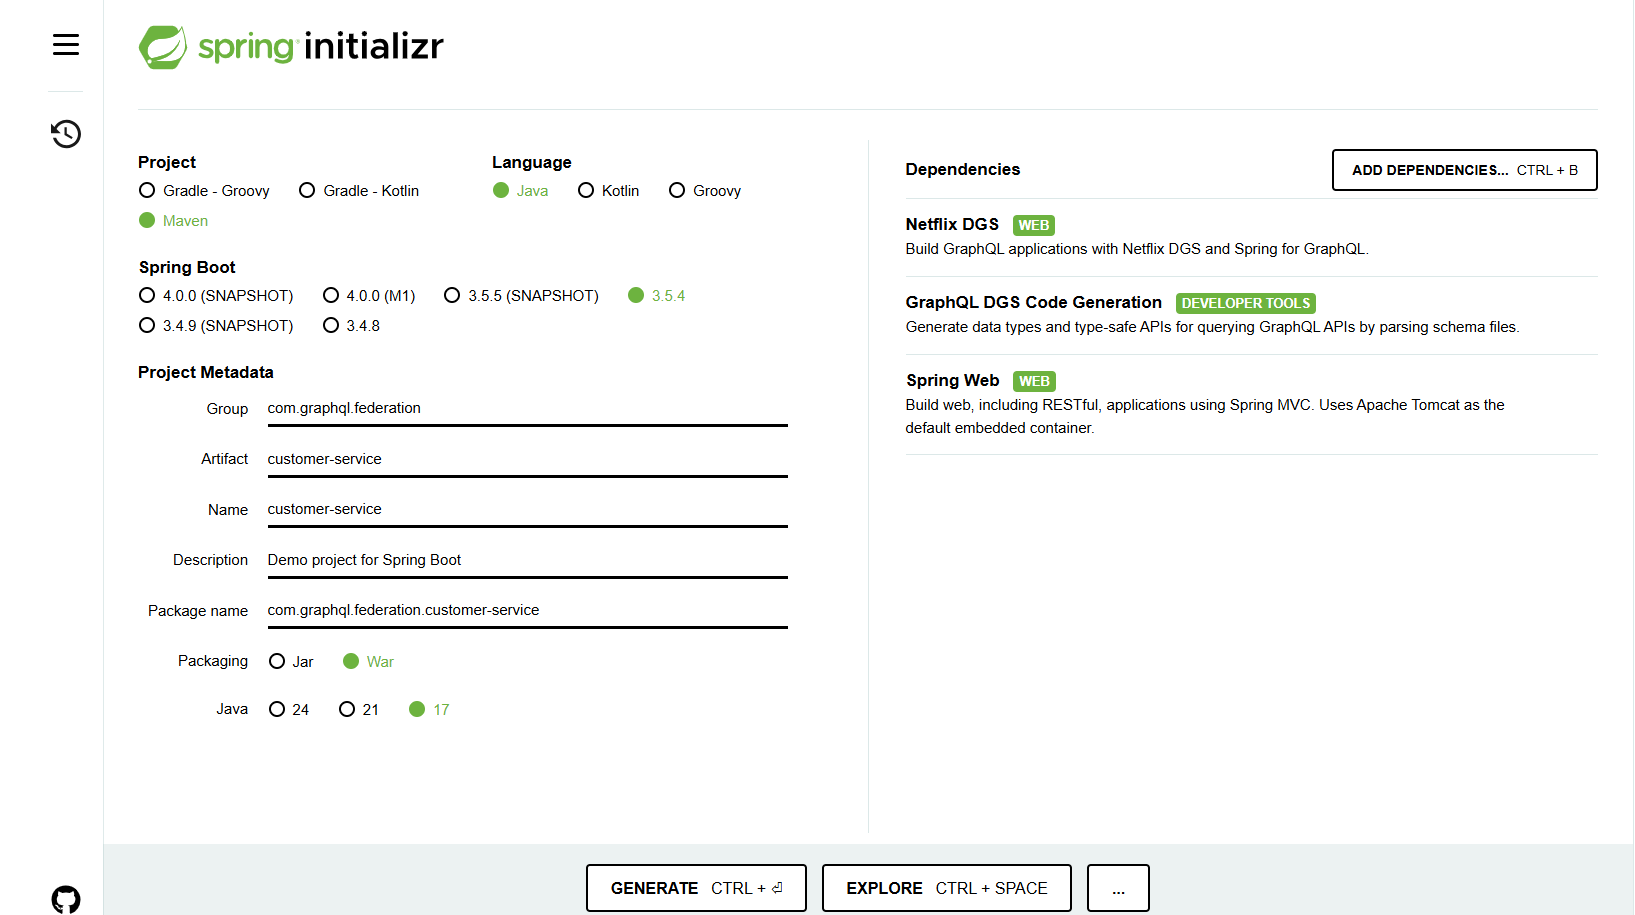 spring initializr
Project
Gradle - Groovy Gradle - Kotlin
Maven
Language
Java Kotlin Groovy
Spring Boot
4.0.0 (SNAPSHOT) 4.0.0 (M1) 3.5.5 (SNAPSHOT) 3.5.4
3.4.9 (SNAPSHOT) 3.4.8
Project Metadata
Group com.graphql.federation
Artifact customer-service
Name customer-service
Description Demo project for Spring Boot
Package name com.graphql.federation.customer-service
Packaging Jar War
Java 24 21 17
Dependencies ADD DEPENDENCIES... CTRL + B
Netflix DGS WEB
Build GraphQL applications with Netflix DGS and Spring for GraphQL.
GraphQL DGS Code Generation DEVELOPER TOOLS
Generate data types and type-safe APIs for querying GraphQL APIs by parsing schema files.
Spring Web WEB
Build web, including RESTful, applications using Spring MVC. Uses Apache Tomcat as the
default embedded container.
GENERATE CTRL + ⏎ EXPLORE CTRL + SPACE ...